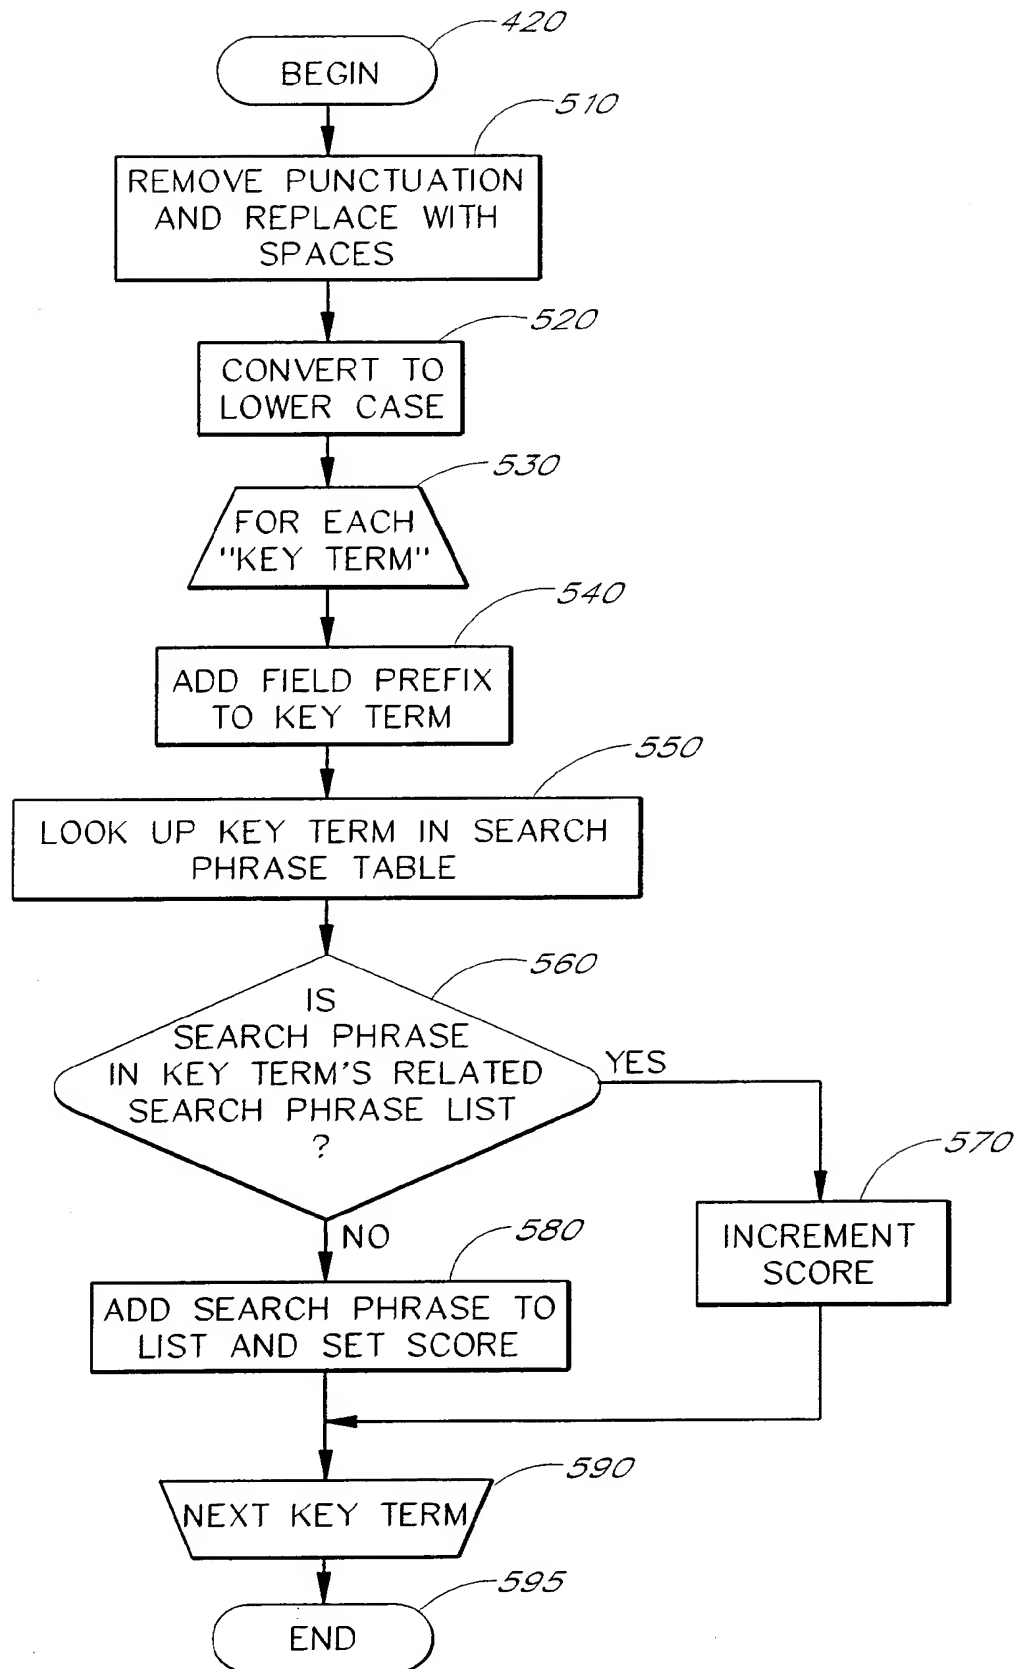 420
BEGIN
510
REMOVE PUNCTUATION
AND REPLACE WITH
SPACES
520
CONVERT TO
LOWER CASE
530
FOR EACH
"KEY TERM"
540
ADD FIELD PREFIX
TO KEY TERM
550
LOOK UP KEY TERM IN SEARCH
PHRASE TABLE
560
IS
SEARCH PHRASE
IN KEY TERM'S RELATED
SEARCH PHRASE LIST
?
YES
570
INCREMENT
SCORE
NO
580
ADD SEARCH PHRASE TO
LIST AND SET SCORE
590
NEXT KEY TERM
595
END